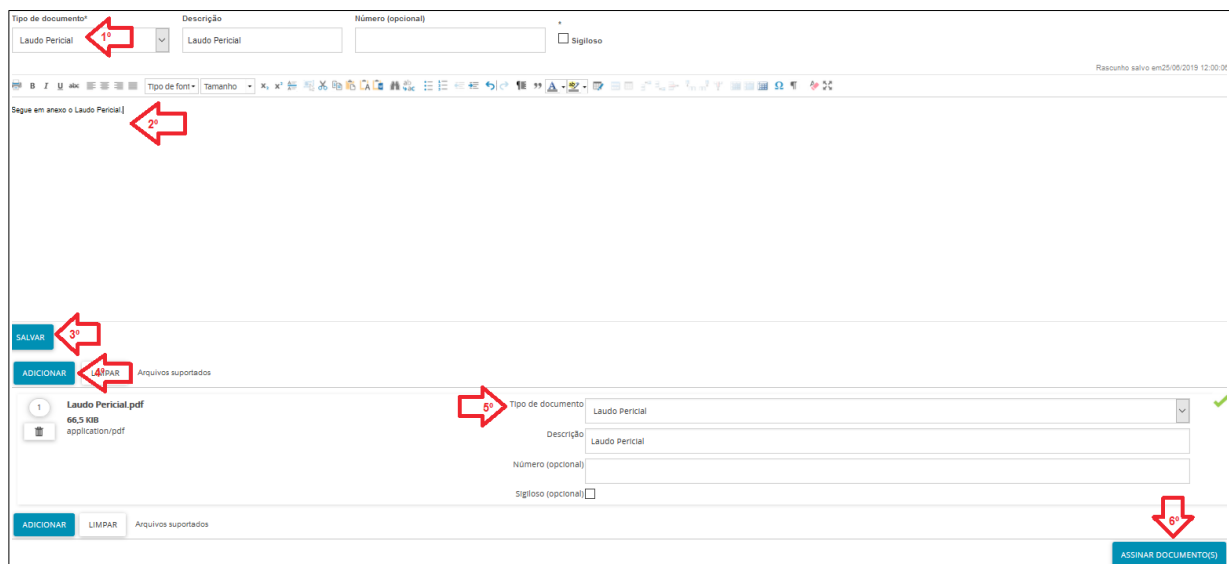 Tipo de documento* Descrição Número (opcional) *
Laudo Pericial 1º Laudo Pericial Sigiloso
Rascunho salvo em25/06/2019 12:00:06
B I U abc Tipo de font Tamanho
Segue em anexo o Laudo Pericial.
2º
SALVAR 3º
ADICIONAR 4º LIMPAR Arquivos suportados
1 Laudo Pericial.pdf 5º Tipo de documento Laudo Pericial
66,5 KIB
application/pdf
Descrição Laudo Pericial
Número (opcional)
Sigiloso (opcional)
ADICIONAR LIMPAR Arquivos suportados
6º
ASSINAR DOCUMENTO(S)